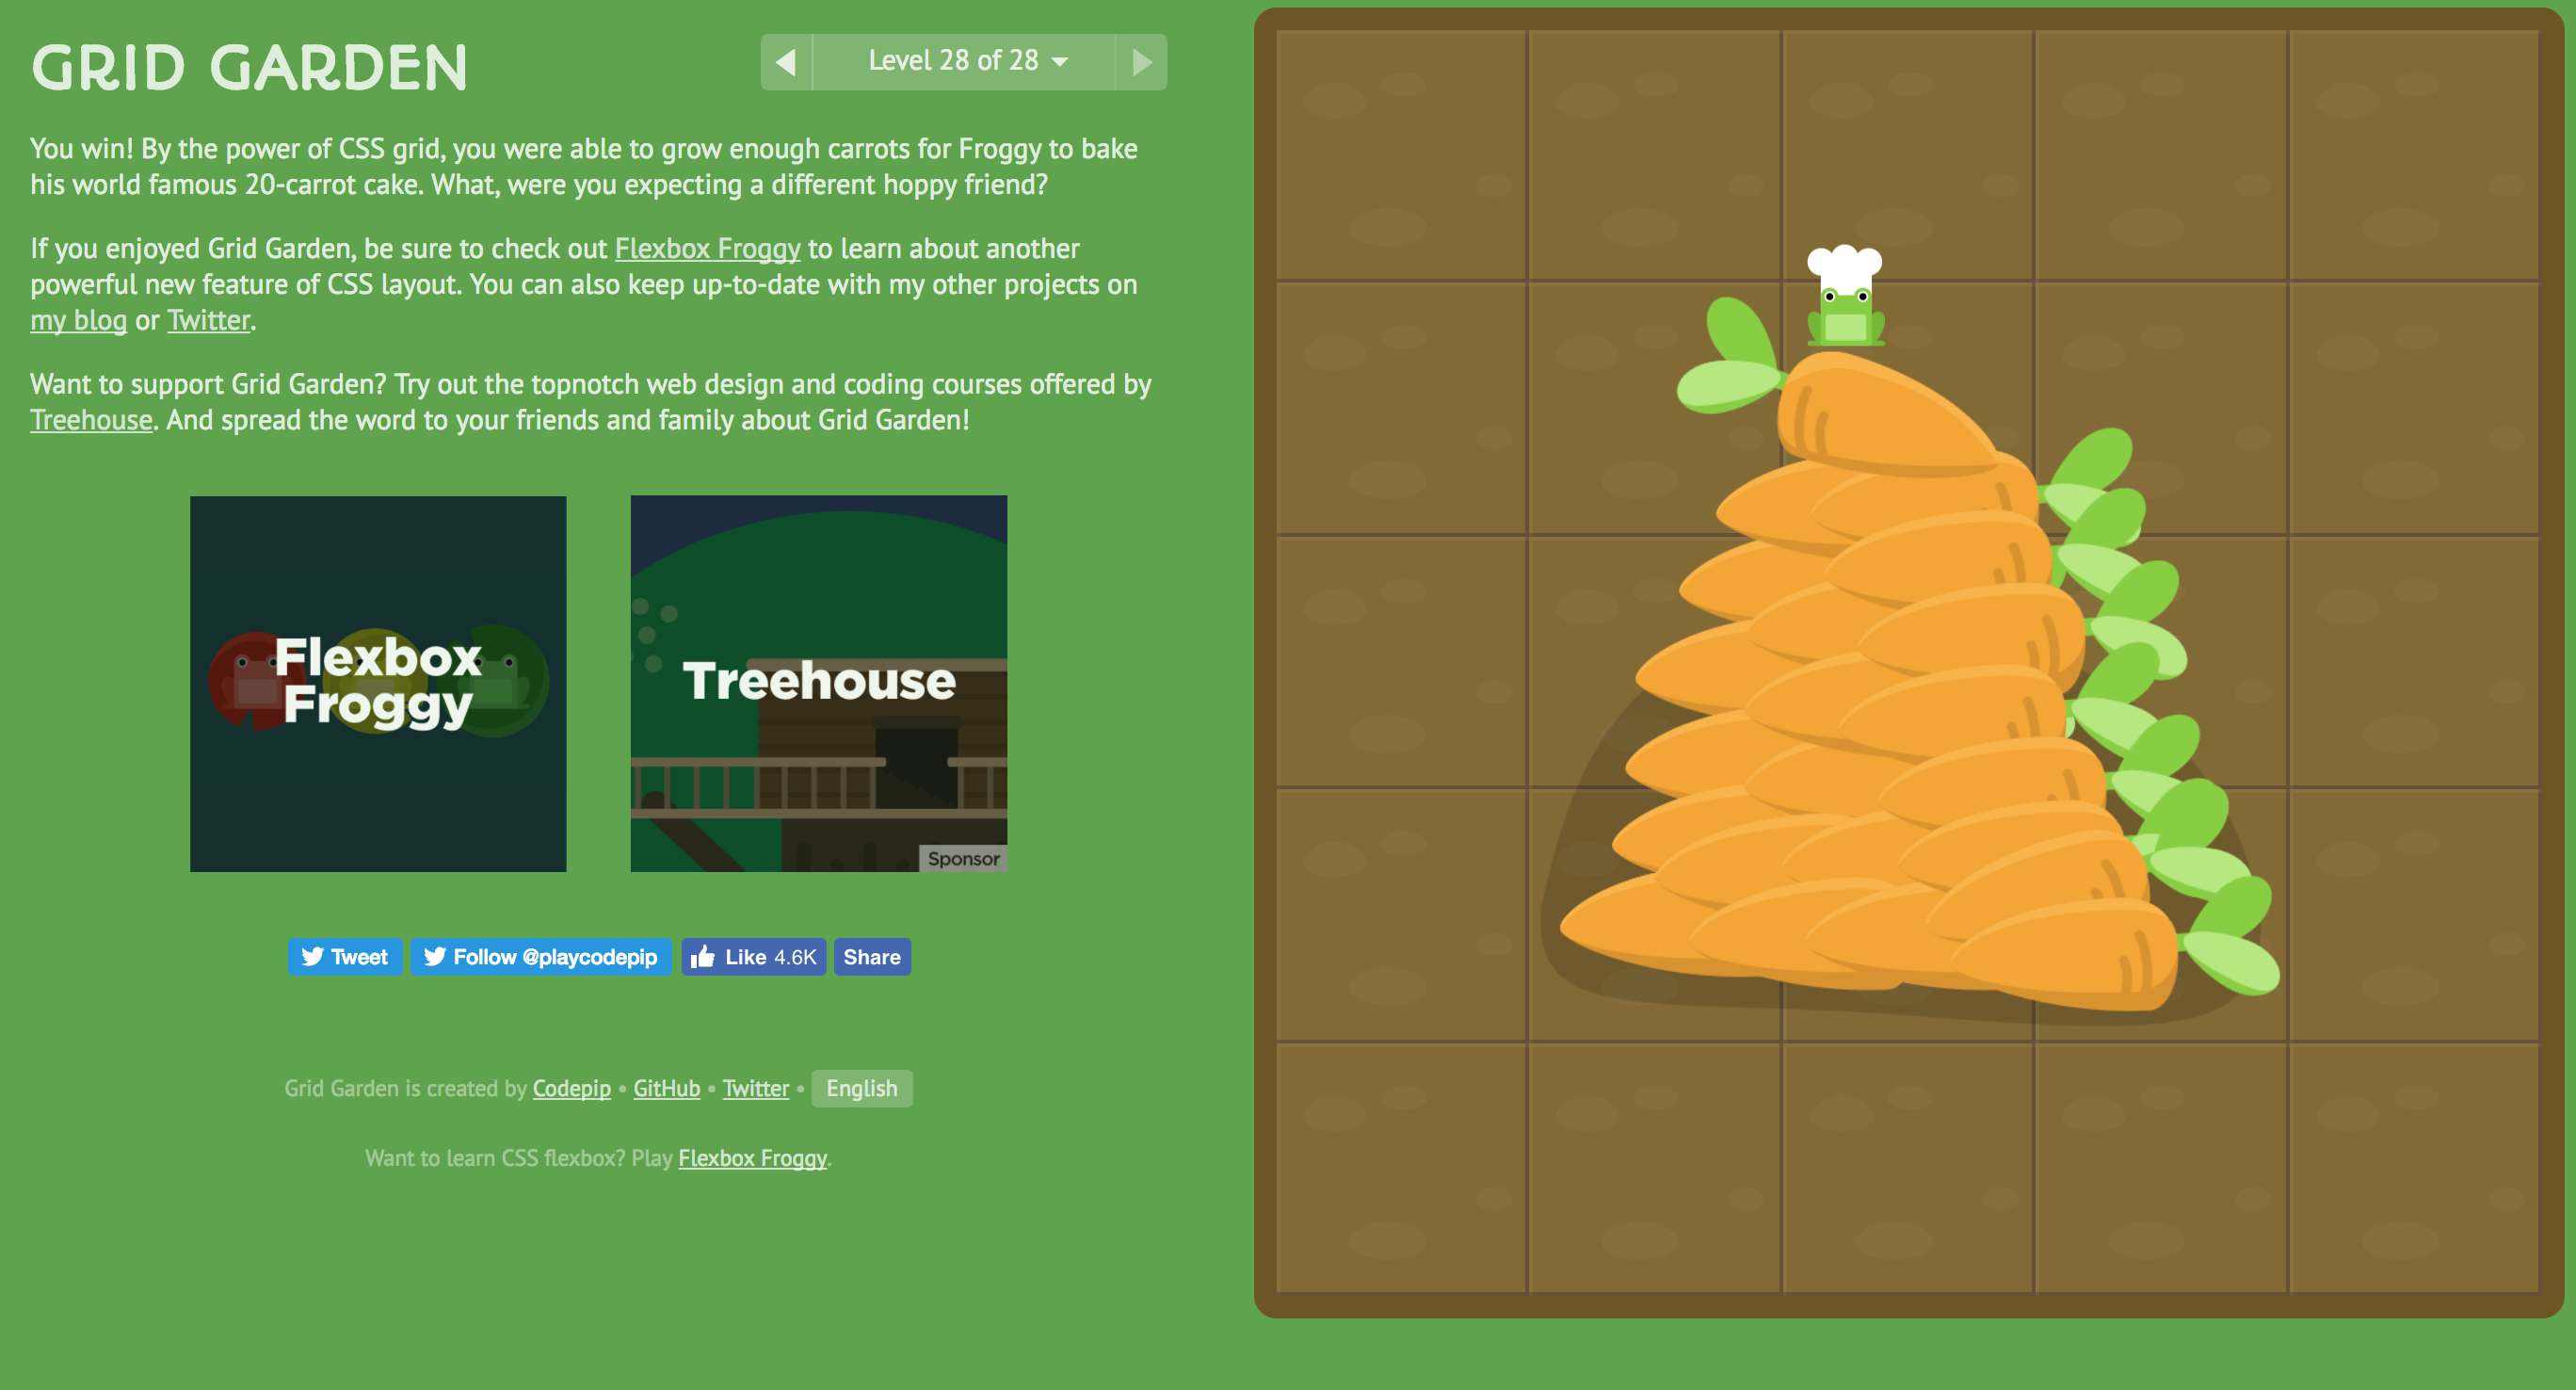 GRID GARDEN
Level 28 of 28
You win! By the power of CSS grid, you were able to grow enough carrots for Froggy to bake
his world famous 20-carrot cake. What, were you expecting a different hoppy friend?
If you enjoyed Grid Garden, be sure to check out Flexbox Froggy to learn about another
powerful new feature of CSS layout. You can also keep up-to-date with my other projects on
my blog or Twitter.
Want to support Grid Garden? Try out the topnotch web design and coding courses offered by
Treehouse. And spread the word to your friends and family about Grid Garden!
Flexbox
Froggy
Treehouse
Sponsor
Tweet
Follow @playcodepip
Like 4.6K
Share
Grid Garden is created by Codepip • GitHub • Twitter • English
Want to learn CSS flexbox? Play Flexbox Froggy.